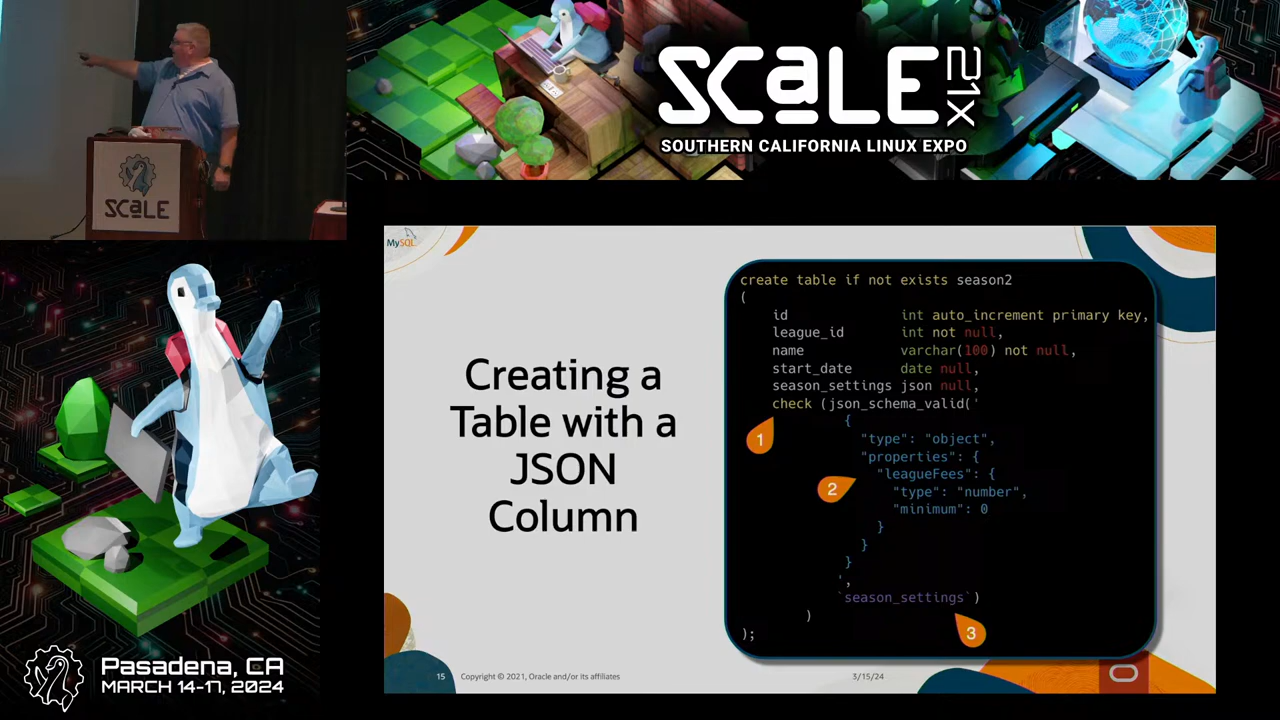 SCaLE
SCaLE 21X
SOUTHERN CALIFORNIA LINUX EXPO
MySQL
Creating a
Table with a
JSON
Column
create table if not exists season2
(
id int auto_increment primary key,
league_id int not null,
name varchar(100) not null,
start_date date null,
season_settings json null,
check (json_schema_valid('
1
{
"type": "object",
"properties": {
"leagueFees": {
2
"type": "number",
"minimum": 0
}
}
}
',
`season_settings`)
)
3
);
15 Copyright © 2021, Oracle and/or its affiliates 3/15/24
Pasadena, CA
MARCH 14-17, 2024